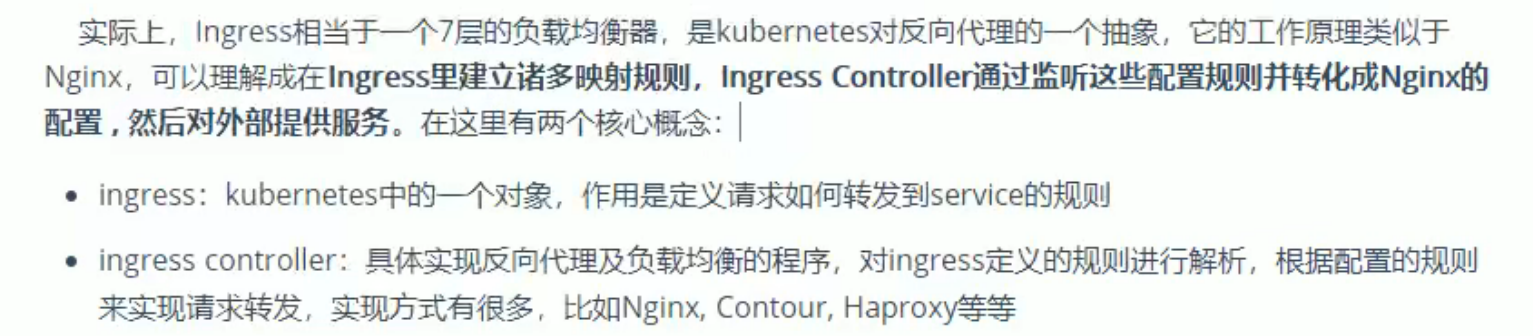 实际上，Ingress相当于一个7层的负载均衡器，是kubernetes对反向代理的一个抽象，它的工作原理类似于
Nginx，可以理解成在Ingress里建立诸多映射规则，Ingress Controller通过监听这些配置规则并转化成Nginx的
配置 , 然后对外部提供服务。在这里有两个核心概念：
• ingress：kubernetes中的一个对象，作用是定义请求如何转发到service的规则
• ingress controller：具体实现反向代理及负载均衡的程序，对ingress定义的规则进行解析，根据配置的规则
来实现请求转发，实现方式有很多，比如Nginx, Contour, Haproxy等等